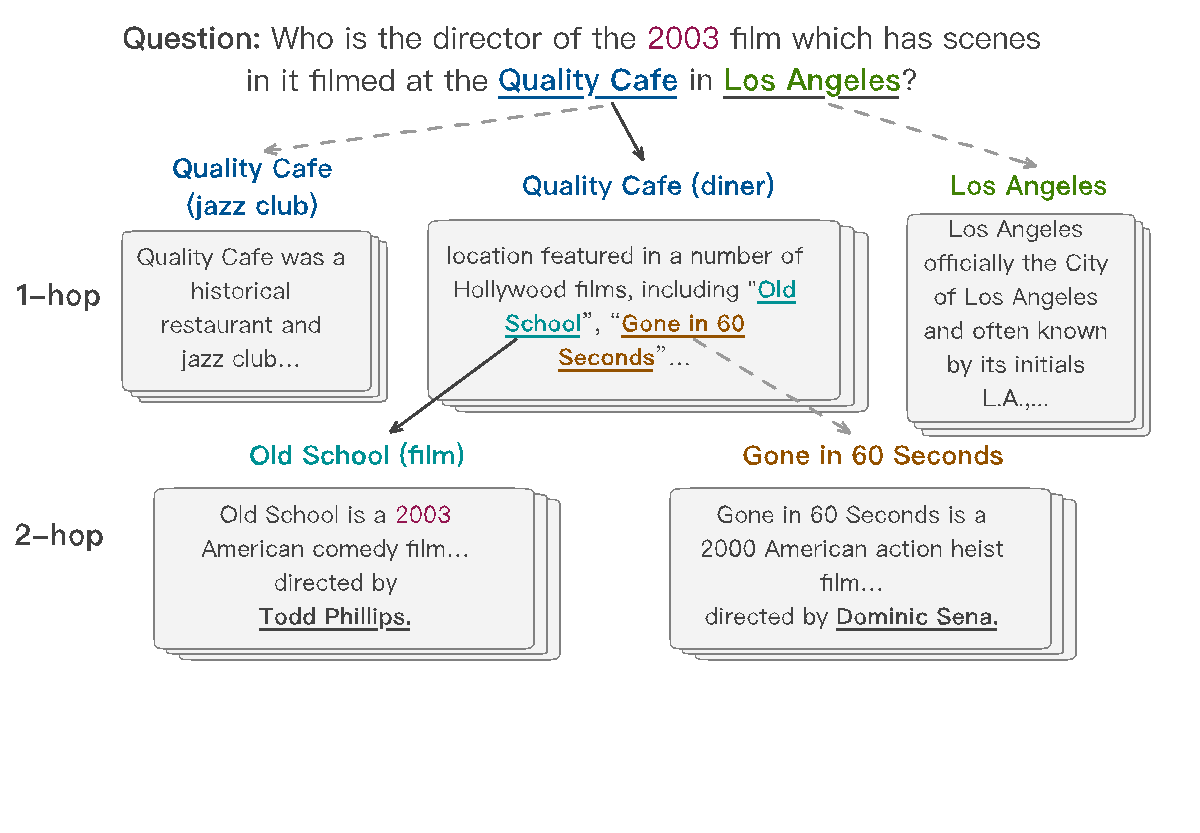 Question: Who is the director of the 2003 film which has scenes
in it filmed at the Quality Cafe in Los Angeles?
Quality Cafe
(jazz club)
Quality Cafe (diner)
Los Angeles
1-hop
Quality Cafe was a
historical
restaurant and
jazz club...
location featured in a number of
Hollywood films, including "Old
School”, “Gone in 60
Seconds”...
Los Angeles
officially the City
of Los Angeles
and often known
by its initials
L.A.,...
Old School (film)
Gone in 60 Seconds
2-hop
Old School is a 2003
American comedy film...
directed by
Todd Phillips.
Gone in 60 Seconds is a
2000 American action heist
film...
directed by Dominic Sena.